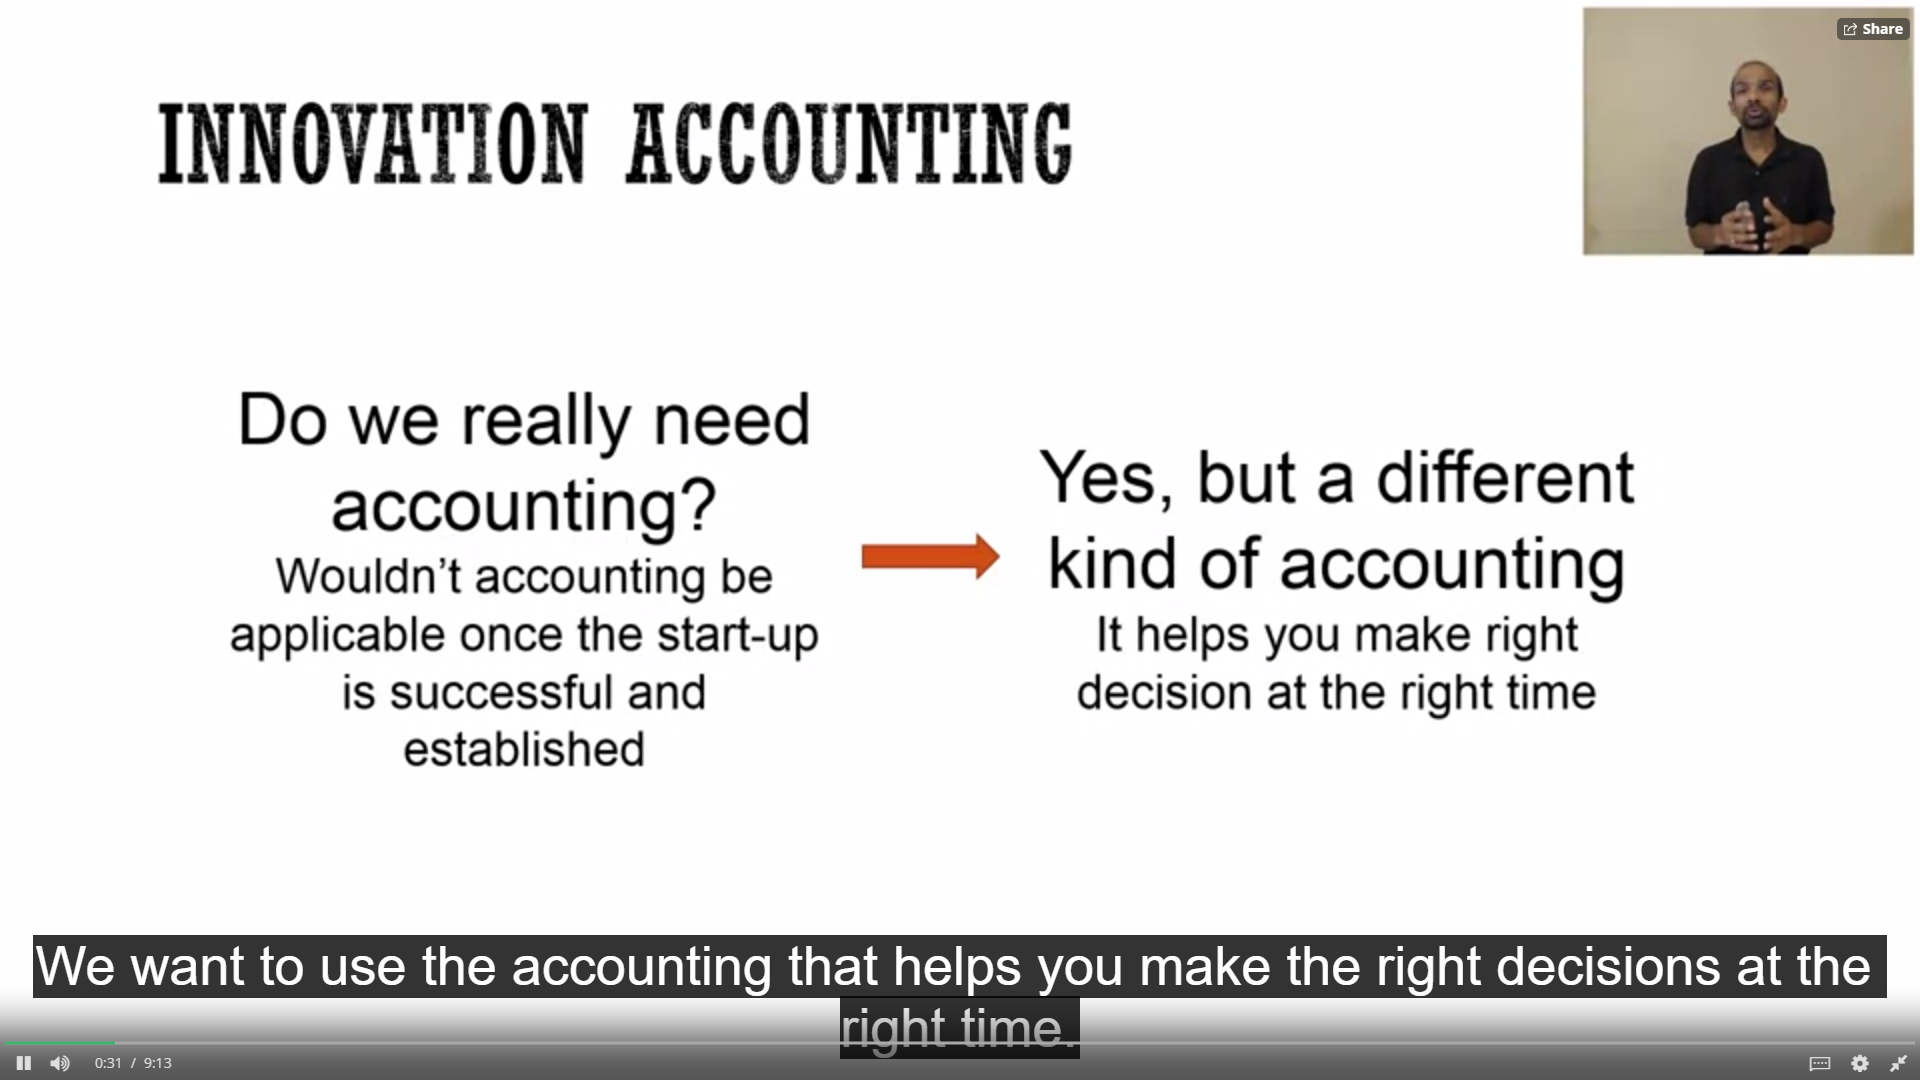 Share
INNOVATION ACCOUNTING
Do we really need
accounting?
Wouldn’t accounting be
applicable once the start-up
is successful and
established
Yes, but a different
kind of accounting
It helps you make right
decision at the right time
We want to use the accounting that helps you make the right decisions at the
right time.
0:31 / 9:13